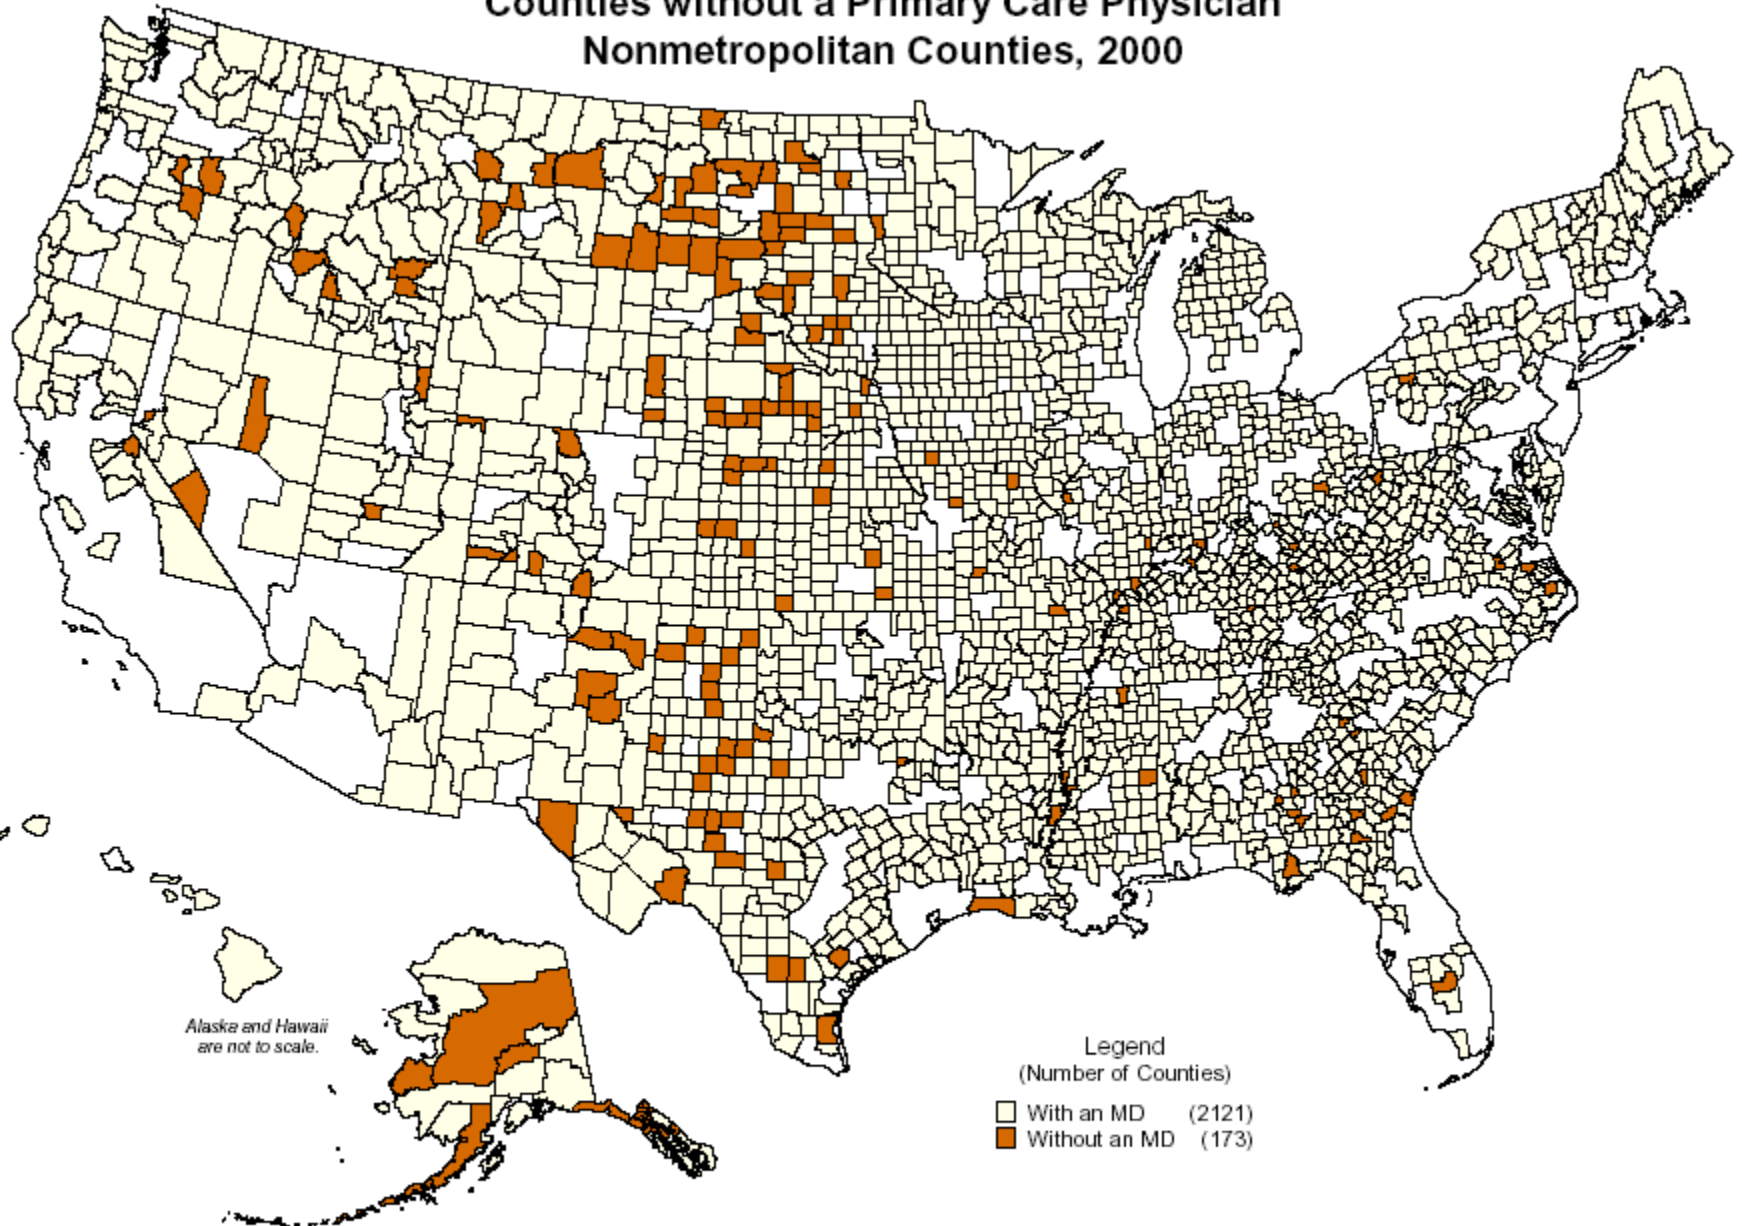 Counties without a Primary Care Physician
Nonmetropolitan Counties, 2000
Alaska and Hawaii
are not to scale.
Legend
(Number of Counties)
With an MD (2121)
Without an MD (173)